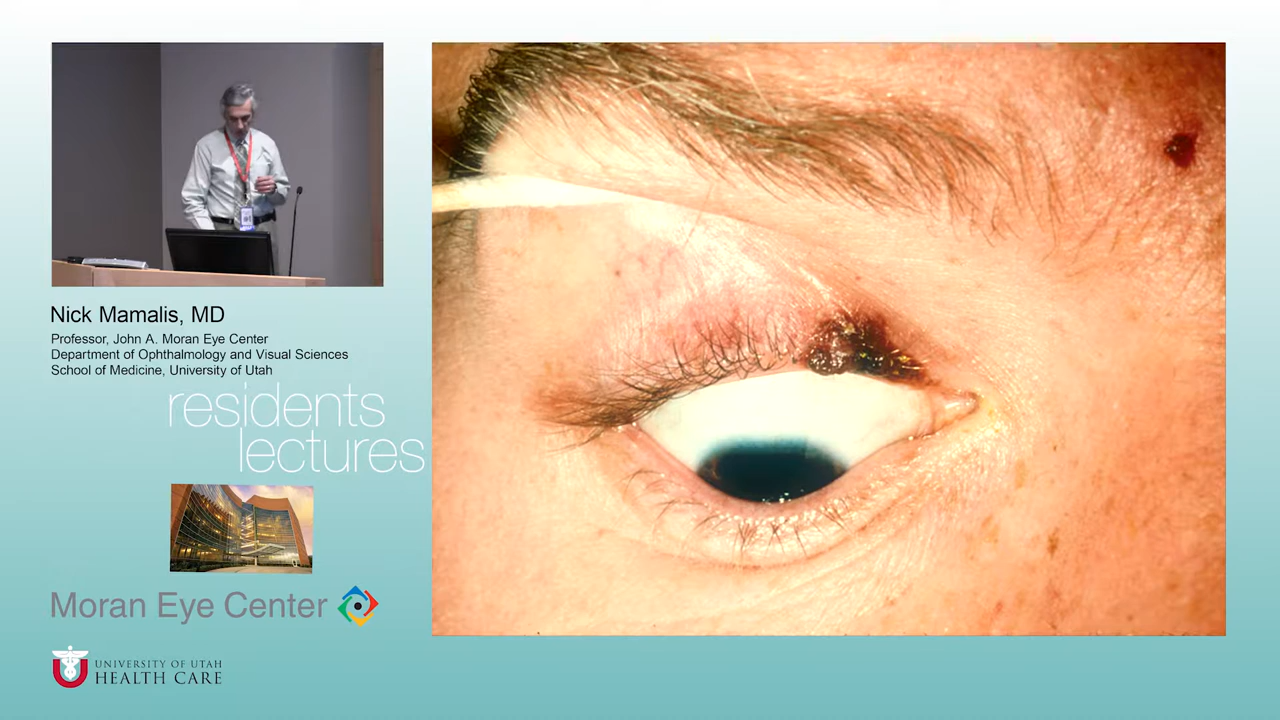 Nick Mamalis, MD
Professor, John A. Moran Eye Center
Department of Ophthalmology and Visual Sciences
School of Medicine, University of Utah
residents
lectures
Moran Eye Center
UNIVERSITY OF UTAH
HEALTH CARE